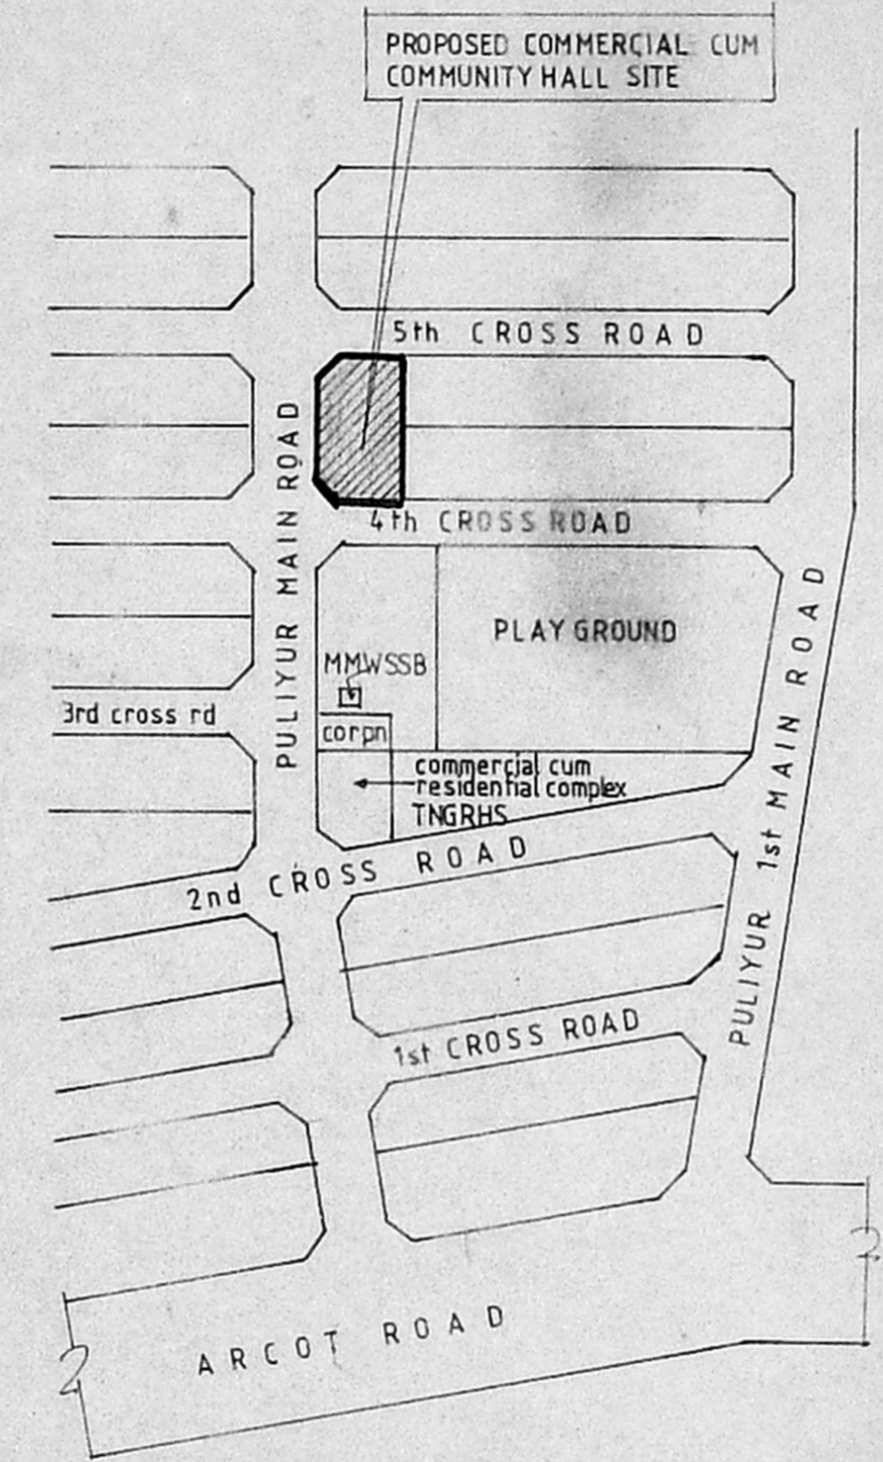 PROPOSED COMMERCIAL CUM
COMMUNITY HALL SITE
5th CROSS ROAD
PULIYUR MAIN ROAD
4th CROSS ROAD
PLAY GROUND
MMWSSB
3rd cross rd
corpn
commercial cum
residential complex
TNGRHS
PULIYUR 1st MAIN ROAD
2nd CROSS ROAD
1st CROSS ROAD
ARCOT ROAD